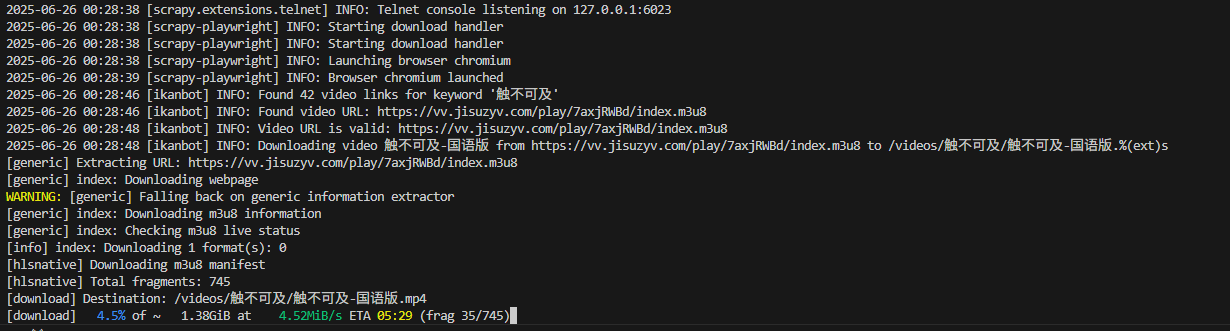 2025-06-26 00:28:38 [scrapy.extensions.telnet] INFO: Telnet console listening on 127.0.0.1:6023
2025-06-26 00:28:38 [scrapy-playwright] INFO: Starting download handler
2025-06-26 00:28:38 [scrapy-playwright] INFO: Starting download handler
2025-06-26 00:28:38 [scrapy-playwright] INFO: Launching browser chromium
2025-06-26 00:28:39 [scrapy-playwright] INFO: Browser chromium launched
2025-06-26 00:28:46 [ikanbot] INFO: Found 42 video links for keyword '触不可及'
2025-06-26 00:28:46 [ikanbot] INFO: Found video URL: https://vv.jisuzyv.com/play/7axjRWBd/index.m3u8
2025-06-26 00:28:48 [ikanbot] INFO: Video URL is valid: https://vv.jisuzyv.com/play/7axjRWBd/index.m3u8
2025-06-26 00:28:48 [ikanbot] INFO: Downloading video 触不可及-国语版 from https://vv.jisuzyv.com/play/7axjRWBd/index.m3u8 to /videos/触不可及/触不可及-国语版.%(ext)s
[generic] Extracting URL: https://vv.jisuzyv.com/play/7axjRWBd/index.m3u8
[generic] index: Downloading webpage
WARNING: [generic] Falling back on generic information extractor
[generic] index: Downloading m3u8 information
[generic] index: Checking m3u8 live status
[info] index: Downloading 1 format(s): 0
[hlsnative] Downloading m3u8 manifest
[hlsnative] Total fragments: 745
[download] Destination: /videos/触不可及/触不可及-国语版.mp4
[download]   4.5% of ~   1.38GiB at    4.52MiB/s ETA 05:29 (frag 35/745)